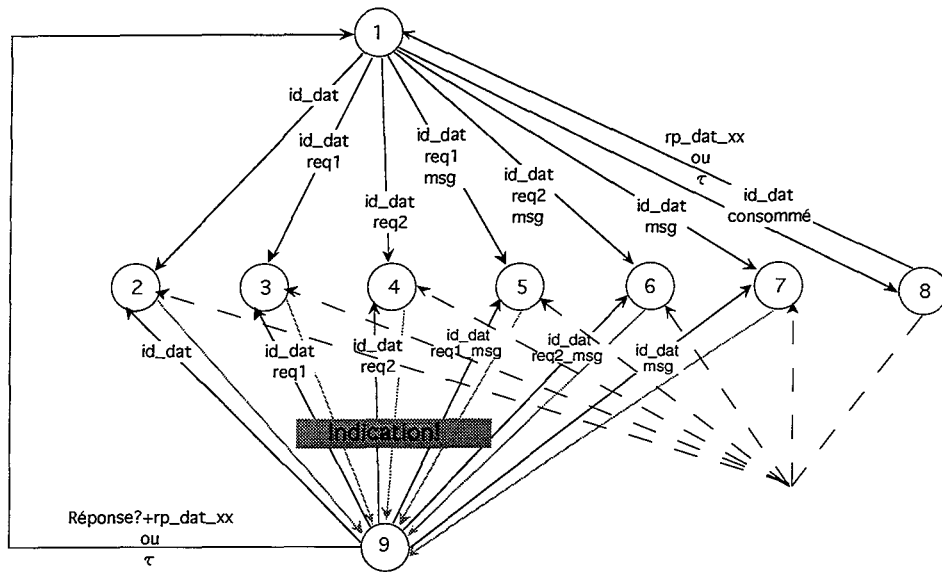 1
id_dat
id_dat
req1
id_dat
req2
id_dat
req1
msg
id_dat
req2
msg
id_dat
msg
rp_dat_xx
ou
τ
id_dat
consommé
2
3
4
5
6
7
8
id_dat
id_dat
req1
id_dat
req2
id_dat
req1_msg
id_dat
req2_msg
id_dat
msg
Indication!
Réponse?+rp_dat_xx
ou
τ
9